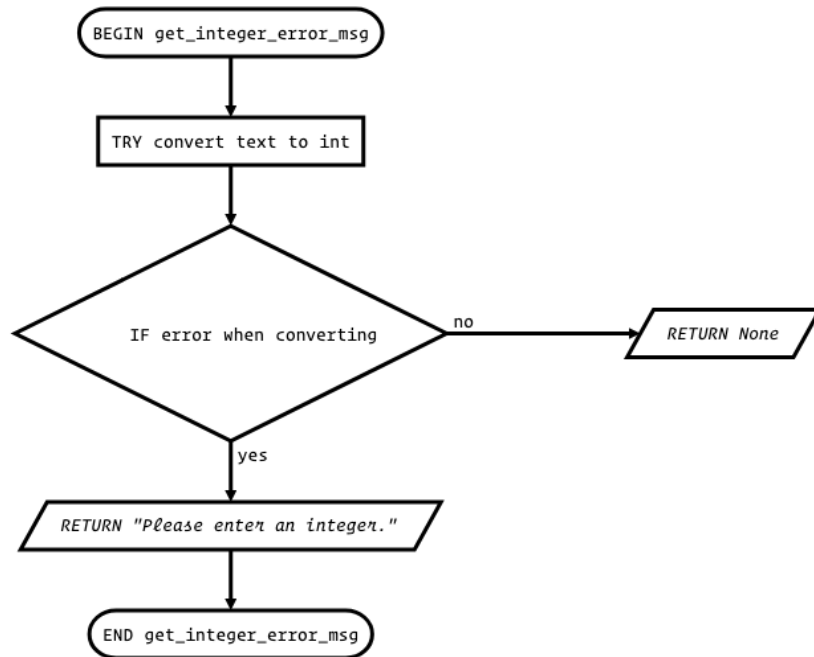 BEGIN get_integer_error_msg
TRY convert text to int
IF error when converting
no
RETURN None
yes
RETURN "Please enter an integer."
END get_integer_error_msg